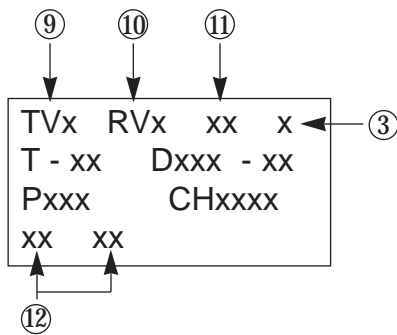 ⑨ ⑩ ⑪
TVx RVx xx x ③
T - xx Dxxx - xx
Pxxx CHxxxx
xx xx
⑫